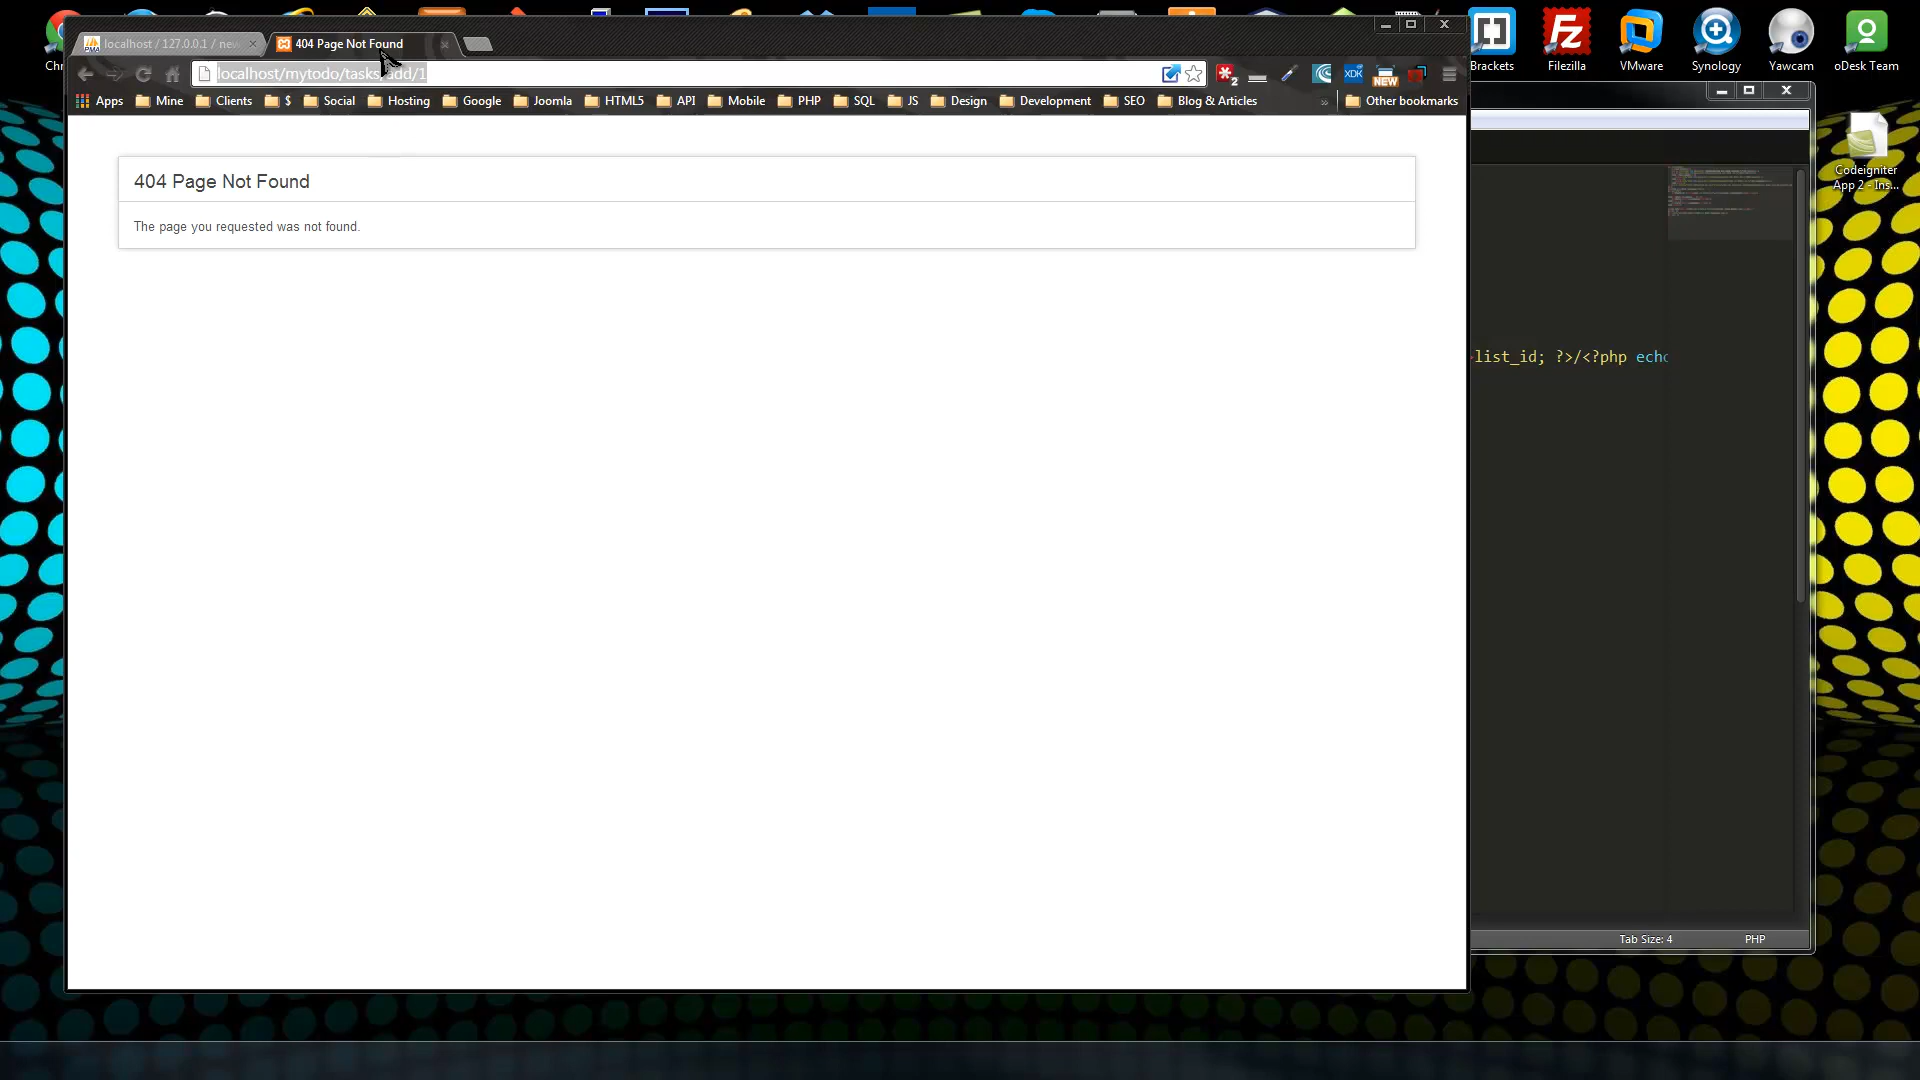 Chr
Brackets
Filezilla
VMware
Synology
Yawcam
oDesk Team
localhost / 127.0.0.1 / new
404 Page Not Found
localhost/mytodo/tasks/add/1
2
XDK
NEW
Apps
Mine
Clients
$
Social
Hosting
Google
Joomla
HTML5
API
Mobile
PHP
SQL
JS
Design
Development
SEO
Blog & Articles
»
Other bookmarks
404 Page Not Found
The page you requested was not found.
Codeigniter
App 2 - Ins...
list_id; ?>/<?php echo
Tab Size: 4
PHP